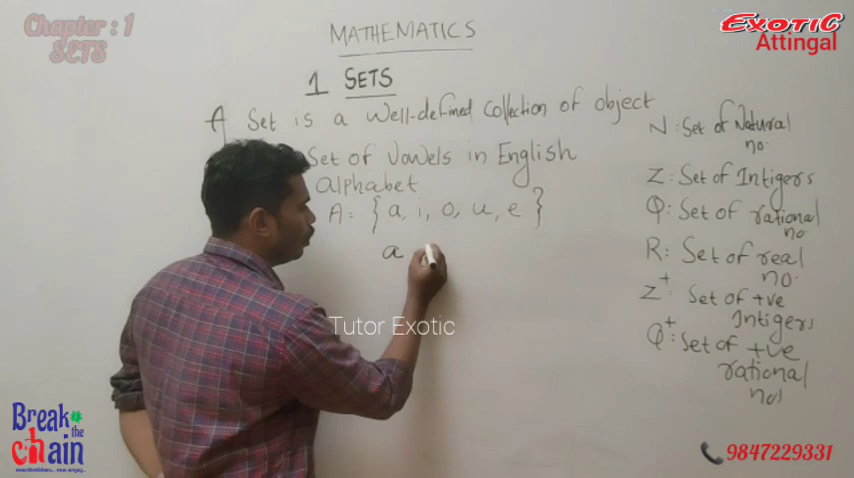 Chapter : 1
SETS
MATHEMATICS
EXOTIC
Attingal
1 SETS
A Set is a well-defined collection of object
Set of Vowels in English
alphabet
A: {a, i, o, u, e}
a
N: Set of Natural
no.
Z: Set of Intigers
Q: Set of rational
no
R: Set of real
no.
Z+: Set of +ve
Intigers
Q+: Set of +ve
rational
no
Tutor Exotic
Break
the
chain
9847229331